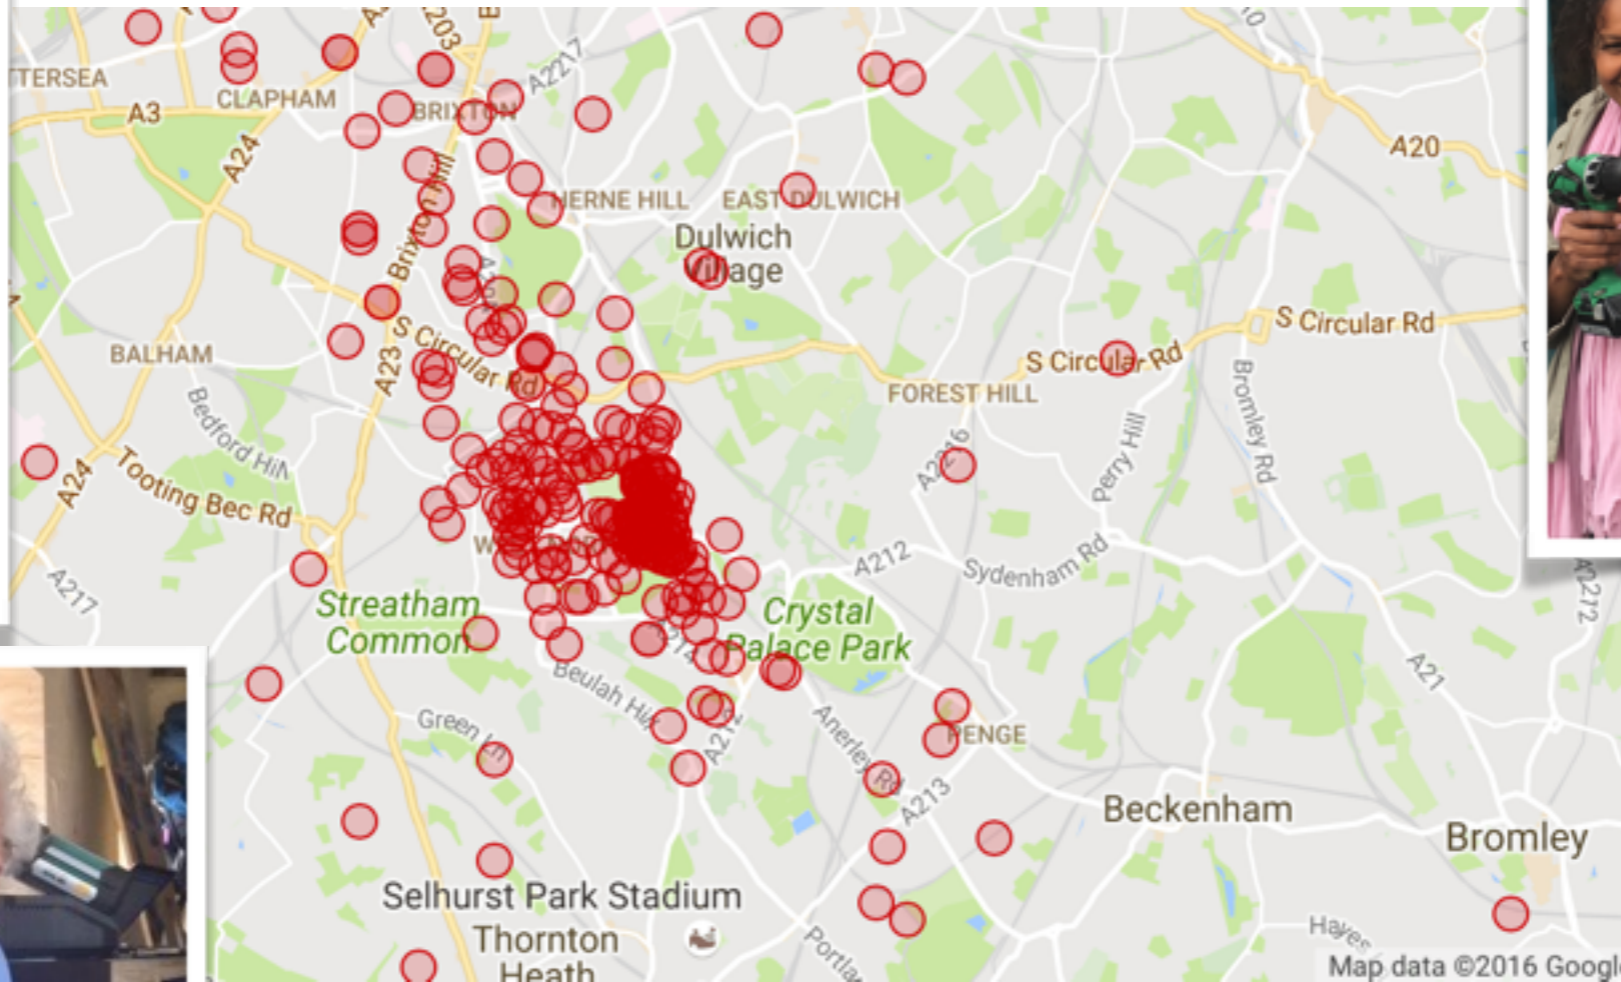 A203
A2217
TTERSEA
CLAPHAM
A3
BRIXTON
A24
A20
Brixton Hill
HERNE HILL
EAST DULWICH
Dulwich
Village
S Circular Rd
S Circular Rd
S Circular Rd
BALHAM
A23
FOREST HILL
Bedford Hill
Bromley Rd
Perry Hill
A2216
A24
Tooting Bec Rd
A212
Sydenham Rd
A217
Streatham
Common
Crystal
Palace Park
A214
A212
A21
Beulah Hill
Green Ln
Anerley Rd
PENGE
A213
Beckenham
Bromley
Selhurst Park Stadium
Thornton
Heath
Hayes
Map data ©2016 Google